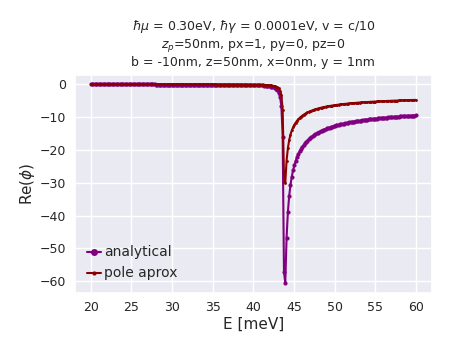 ħμ = 0.30eV, ħγ = 0.0001eV, v = c/10
z_p=50nm, px=1, py=0, pz=0
b = -10nm, z=50nm, x=0nm, y = 1nm
Re(ϕ)
0
−10
−20
−30
−40
−50
−60
analytical
pole aprox
20 25 30 35 40 45 50 55 60
E [meV]